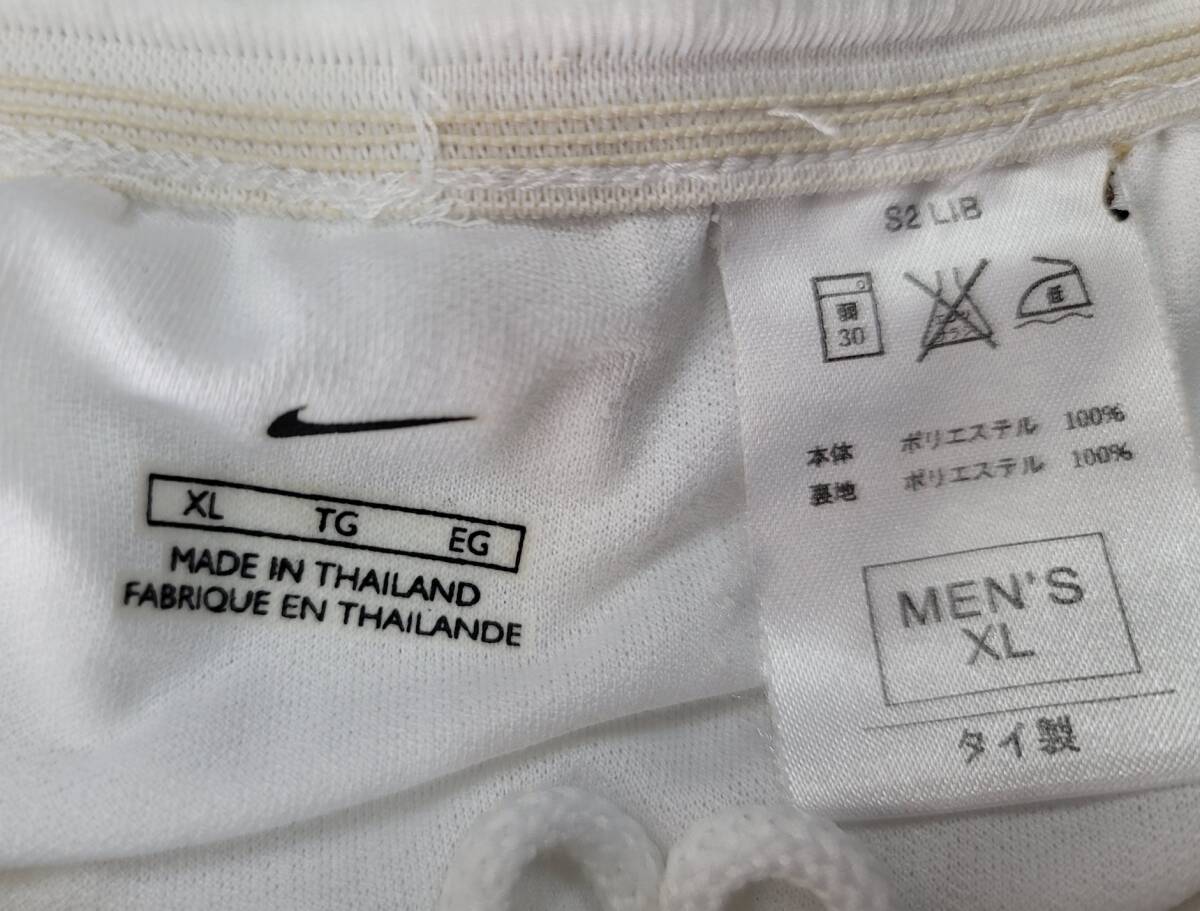 XL TG EG
MADE IN THAILAND
FABRIQUE EN THAILANDE
S2 LIB
弱
30
低
本体 ポリエステル 100%
裏地 ポリエステル 100%
MEN'S
XL
タイ製